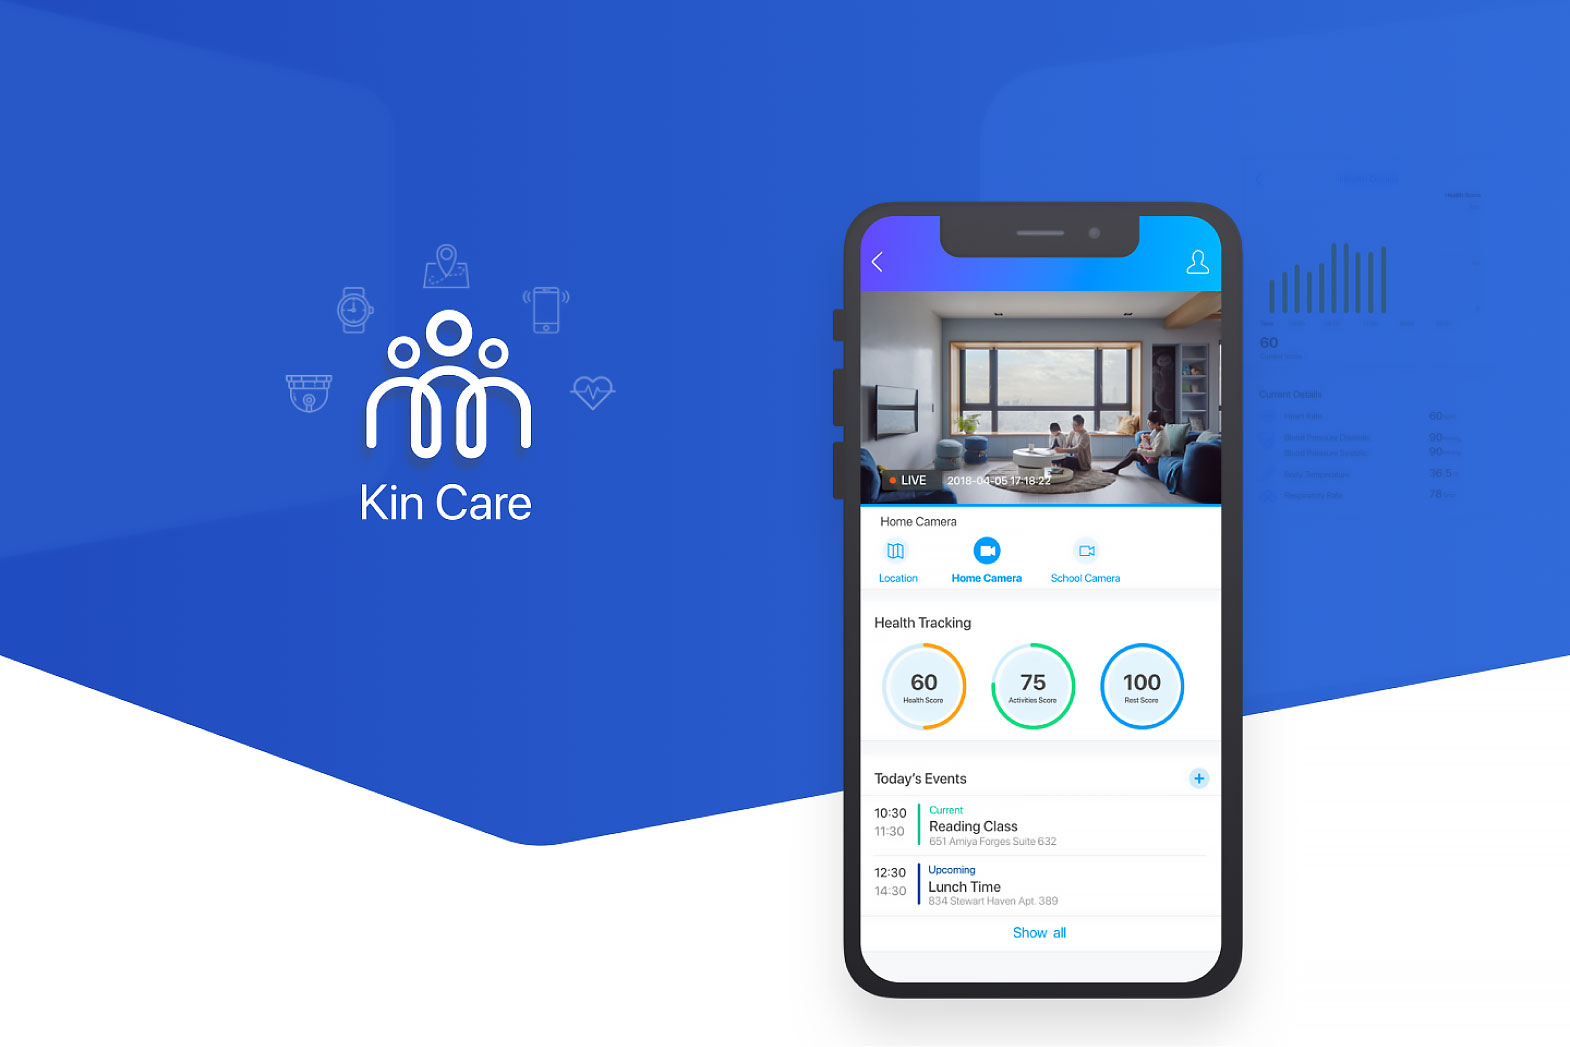 Kin Care
LIVE 2018-04-05 17-18-22
Home Camera
Location Home Camera School Camera
Health Tracking
60 75 100
Health Score Activities Score Rest Score
Today's Events
+
10:30 Current
11:30 Reading Class
651 Amiya Forges Suite 632
12:30 Upcoming
14:30 Lunch Time
834 Stewart Haven Apt. 389
Show all
Health Score
60
Current Details
Heart Rate 60
Blood Pressure Diastolic 90
Blood Pressure Systolic 90
Body Temperature 36.5
Respiratory Rate 78